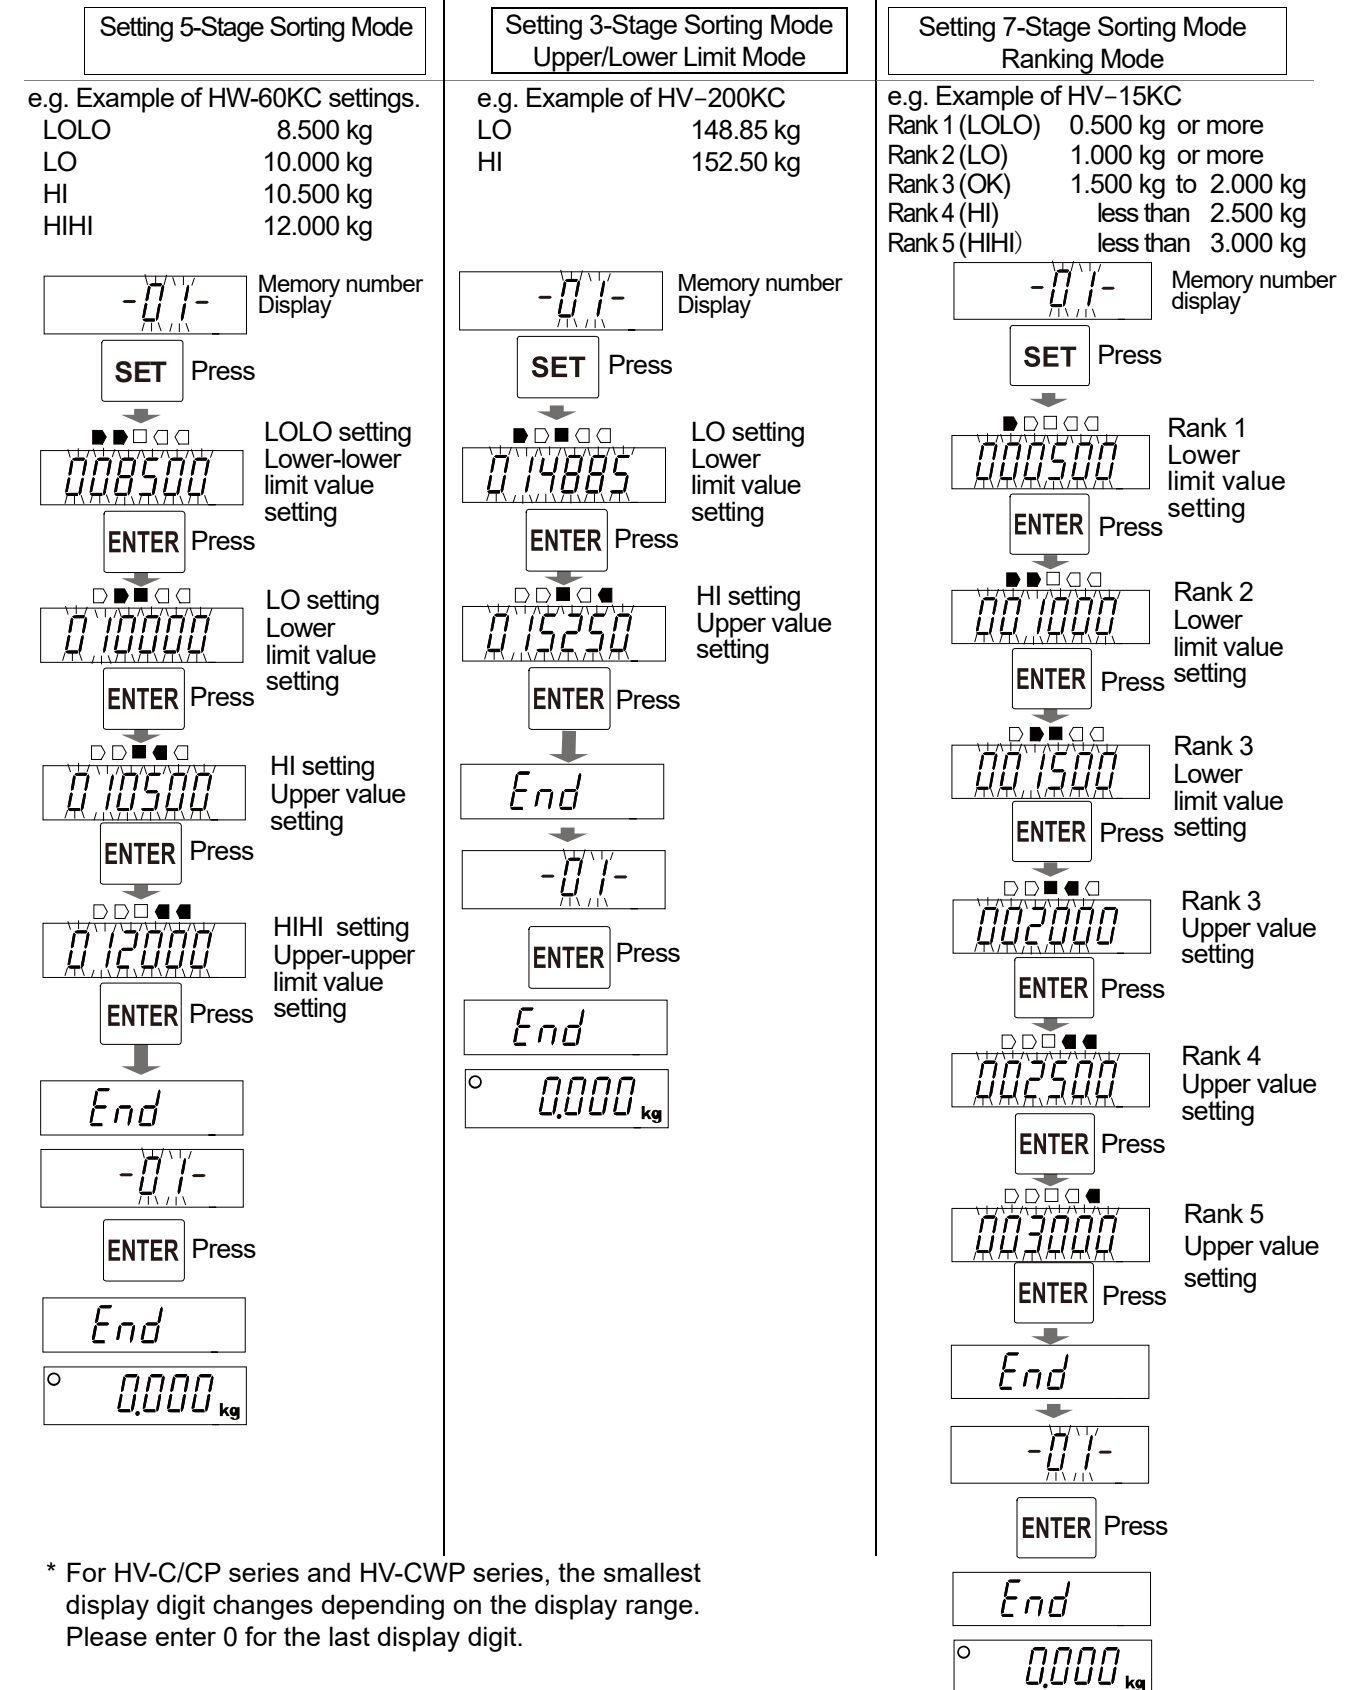 Setting 5-Stage Sorting Mode
e.g. Example of HW-60KC settings.
LOLO 8.500 kg
LO 10.000 kg
HI 10.500 kg
HIHI 12.000 kg
-01-
Memory number
Display
SET Press
008500
LOLO setting
Lower-lower
limit value
setting
ENTER Press
010000
LO setting
Lower
limit value
setting
ENTER Press
010500
HI setting
Upper value
setting
ENTER Press
012000
HIHI setting
Upper-upper
limit value
setting
ENTER Press
End
-01-
ENTER Press
End
0.000 kg
Setting 3-Stage Sorting Mode
Upper/Lower Limit Mode
e.g. Example of HV-200KC
LO 148.85 kg
HI 152.50 kg
-01-
Memory number
Display
SET Press
014885
LO setting
Lower
limit value
setting
ENTER Press
015250
HI setting
Upper value
setting
ENTER Press
End
-01-
ENTER Press
End
0.000 kg
Setting 7-Stage Sorting Mode
Ranking Mode
e.g. Example of HV-15KC
Rank 1 (LOLO) 0.500 kg or more
Rank 2 (LO) 1.000 kg or more
Rank 3 (OK) 1.500 kg to 2.000 kg
Rank 4 (HI) less than 2.500 kg
Rank 5 (HIHI) less than 3.000 kg
-01-
Memory number
display
SET Press
000500
Rank 1
Lower
limit value
setting
ENTER Press
001000
Rank 2
Lower
limit value
setting
ENTER Press
001500
Rank 3
Lower
limit value
setting
ENTER Press
002000
Rank 3
Upper value
setting
ENTER Press
002500
Rank 4
Upper value
setting
ENTER Press
003000
Rank 5
Upper value
setting
ENTER Press
End
-01-
ENTER Press
End
0.000 kg
* For HV-C/CP series and HV-CWP series, the smallest
display digit changes depending on the display range.
Please enter 0 for the last display digit.